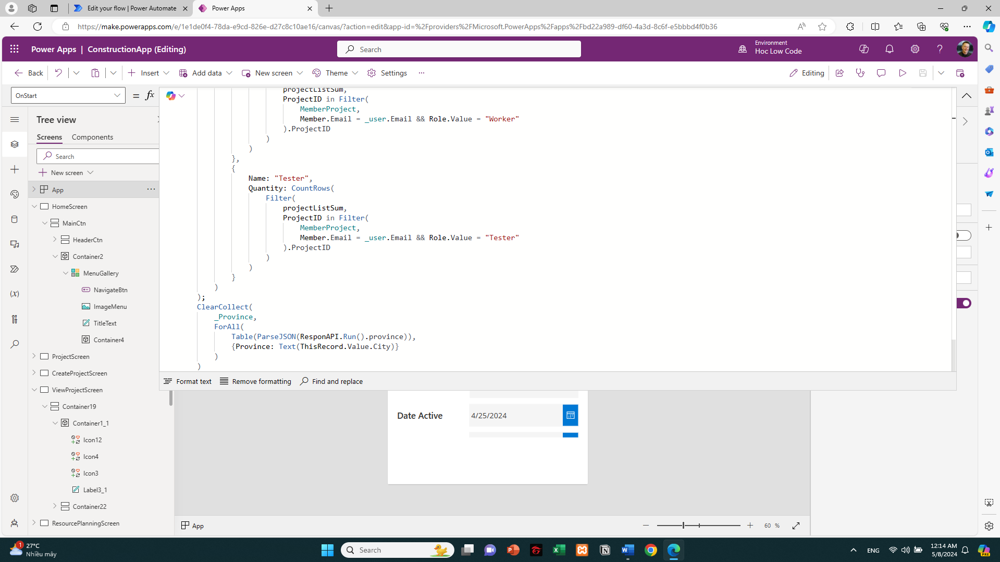 Edit your flow | Power Automate
Power Apps
https://make.powerapps.com/e/1e1de0f4-78da-e9cd-826e-d27c8c10ae16/canvas/?action=edit&app-id=%2Fproviders%2FMicrosoft.PowerApps%2Fapps%2Fbd22a989-df60-4a3d-8c6f-e5bbbd4f0b36
Power Apps | ConstructionApp (Editing)
Search
Environment
Hoc Low Code
Back
Insert
Add data
New screen
Theme
Settings
Editing
OnStart
= fx
Tree view
Screens
Components
Search
New screen
App
HomeScreen
MainCtn
HeaderCtn
Container2
MenuGallery
NavigateBtn
ImageMenu
TitleText
Container4
ProjectScreen
CreateProjectScreen
ViewProjectScreen
Container19
Container1_1
Icon12
Icon4
Icon3
Label3_1
Container22
ResourcePlanningScreen
projectListSum,
ProjectID in Filter(
MemberProject,
Member.Email = _user.Email && Role.Value = "Worker"
).ProjectID
)
)
},
{
Name: "Tester",
Quantity: CountRows(
Filter(
projectListSum,
ProjectID in Filter(
MemberProject,
Member.Email = _user.Email && Role.Value = "Tester"
).ProjectID
)
)
}
)
);
ClearCollect(
_Province,
ForAll(
Table(ParseJSON(ResponAPI.Run().province)),
{Province: Text(ThisRecord.Value.City)}
)
)
Format text
Remove formatting
Find and replace
Date Active
4/25/2024
App
60 %
1
27°C
Nhiều mây
Search
ENG
12:14 AM
5/8/2024
PRE